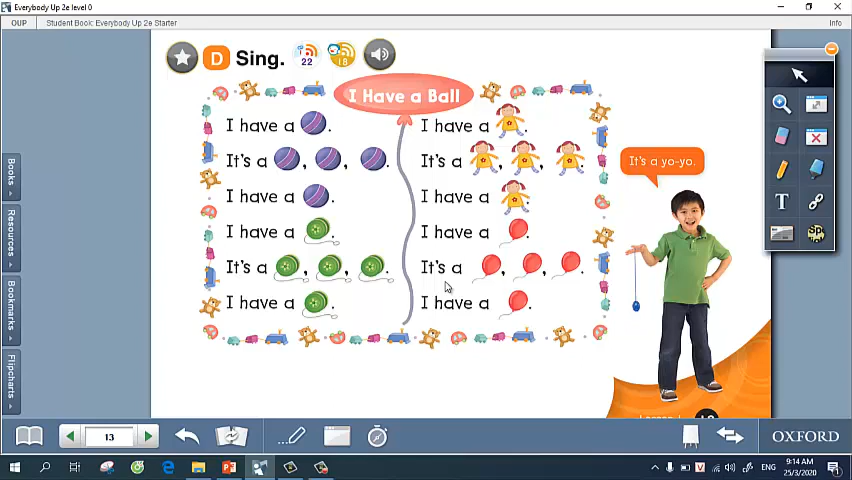 Everybody Up 2e level 0
OUP
Student Book: Everybody Up 2e Starter
Info
D Sing.
22
18
I Have a Ball
I have a .
It's a , , .
I have a .
I have a .
It's a , , .
I have a .
I have a .
It's a , , .
I have a .
I have a .
It's a , , .
I have a .
It's a yo-yo.
Books
Resources
Bookmarks
Flipcharts
T
Sp
13
OXFORD
ENG
9:14 AM
25/3/2020